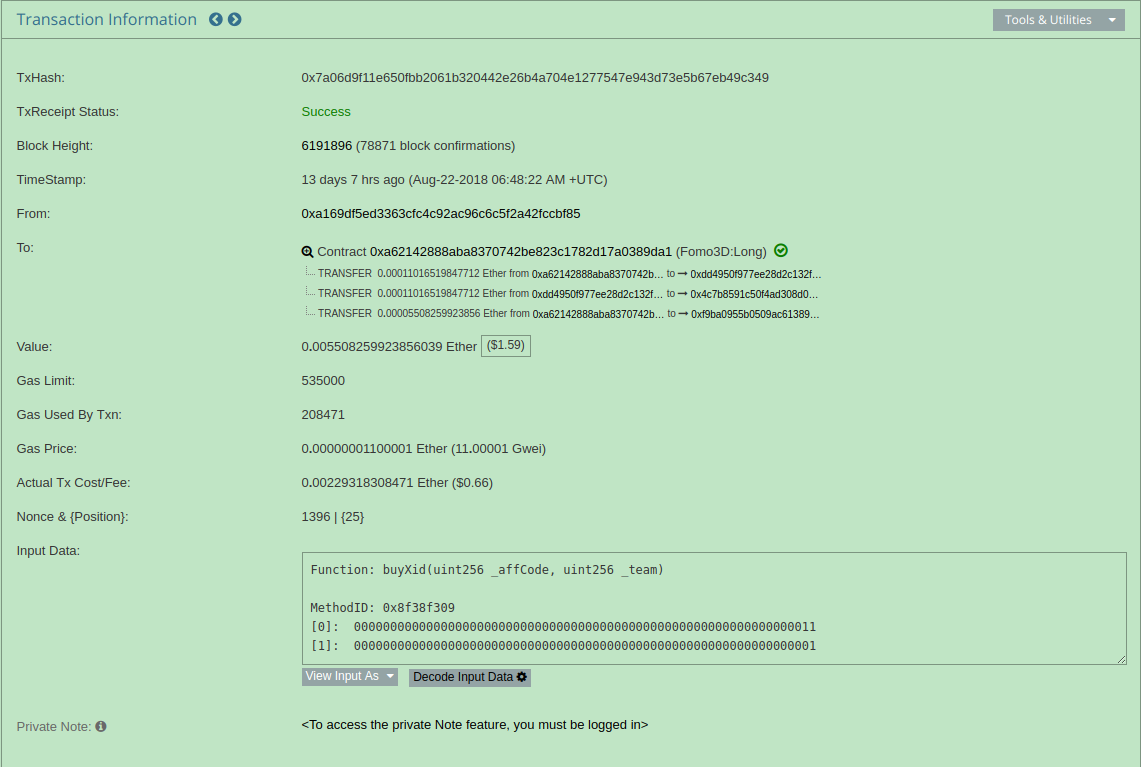 Transaction Information
Tools & Utilities
TxHash: 0x7a06d9f11e650fbb2061b320442e26b4a704e1277547e943d73e5b67eb49c349
TxReceipt Status: Success
Block Height: 6191896 (78871 block confirmations)
TimeStamp: 13 days 7 hrs ago (Aug-22-2018 06:48:22 AM +UTC)
From: 0xa169df5ed3363cfc4c92ac96c6c5f2a42fccbf85
To: Contract 0xa62142888aba8370742be823c1782d17a0389da1 (Fomo3D:Long)
TRANSFER 0.00011016519847712 Ether from 0xa62142888aba8370742b... to → 0xdd4950f977ee28d2c132f...
TRANSFER 0.00011016519847712 Ether from 0xdd4950f977ee28d2c132f... to → 0x4c7b8591c50f4ad308d0...
TRANSFER 0.00005508259923856 Ether from 0xa62142888aba8370742b... to → 0xf9ba0955b0509ac61389...
Value: 0.005508259923856039 Ether ($1.59)
Gas Limit: 535000
Gas Used By Txn: 208471
Gas Price: 0.00000001100001 Ether (11.00001 Gwei)
Actual Tx Cost/Fee: 0.00229318308471 Ether ($0.66)
Nonce & {Position}: 1396 | {25}
Input Data:
Function: buyXid(uint256 _affCode, uint256 _team)
MethodID: 0x8f38f309
[0]: 0000000000000000000000000000000000000000000000000000000000000011
[1]: 0000000000000000000000000000000000000000000000000000000000000001
View Input As
Decode Input Data
Private Note: <To access the private Note feature, you must be logged in>